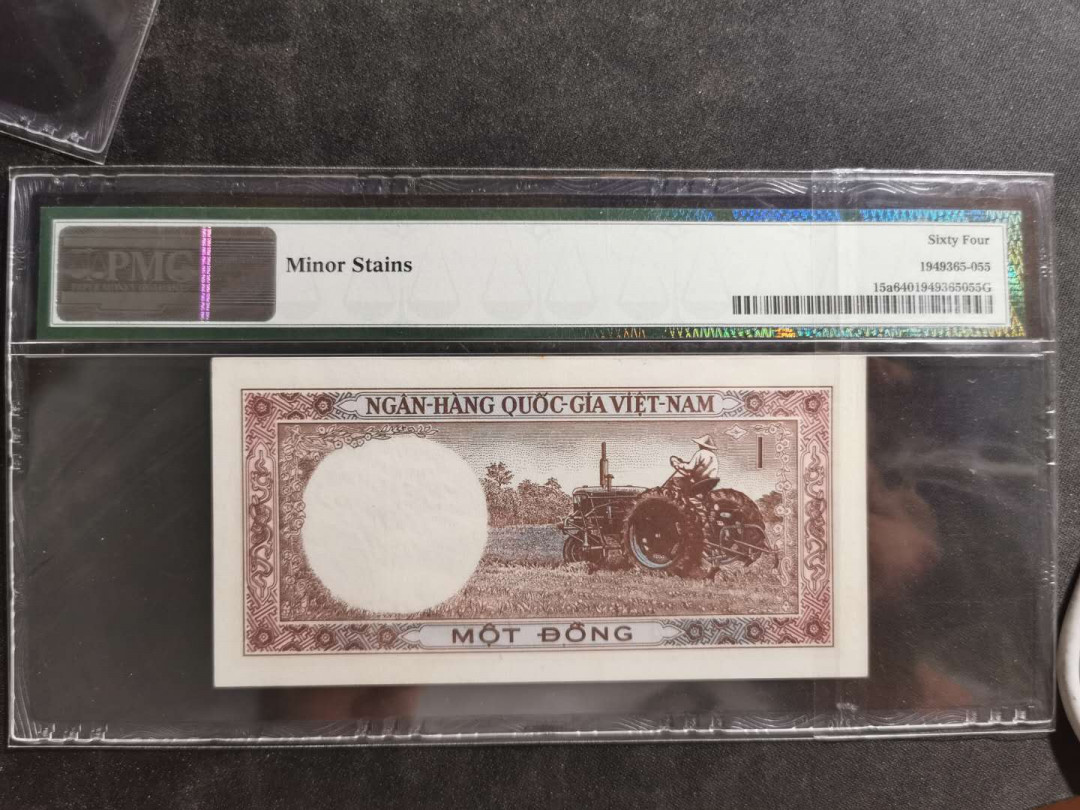 PMG
Minor Stains
Sixty Four
1949365-055
15a6401949365055G
NGÂN-HÀNG QUỐC-GIA VIỆT-NAM
1
MỘT ĐỒNG